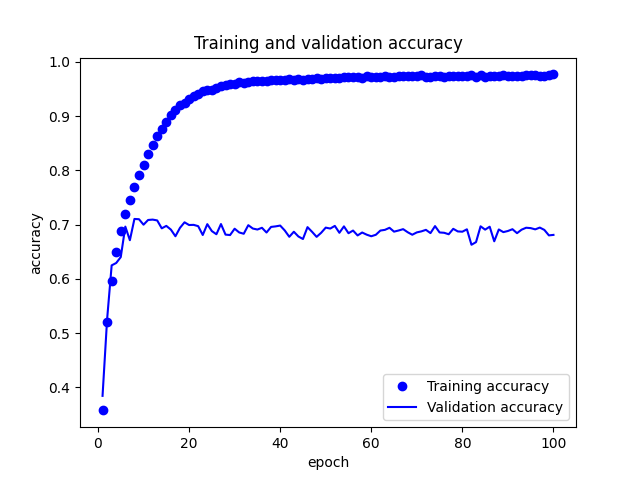 Training and validation accuracy
accuracy
1.0
0.9
0.8
0.7
0.6
0.5
0.4
Training accuracy
Validation accuracy
0
20
40
60
80
100
epoch